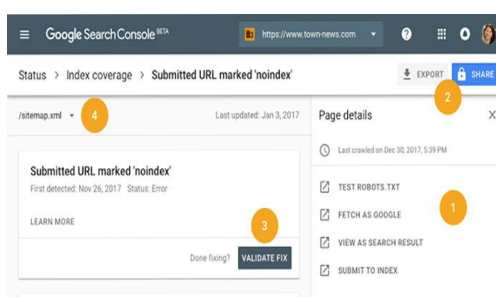 Google Search Console BETA
https://www.town-news.com
Status > Index coverage > Submitted URL marked 'noindex'
EXPORT
SHARE
2
/sitemap.xml
4
Last updated: Jan 3, 2017
Page details
Last crawled on Dec 30, 2017, 5:39 PM
Submitted URL marked 'noindex'
First detected: Nov 26, 2017 Status: Error
LEARN MORE
3
Done fixing?
VALIDATE FIX
TEST ROBOTS.TXT
1
FETCH AS GOOGLE
VIEW AS SEARCH RESULT
SUBMIT TO INDEX